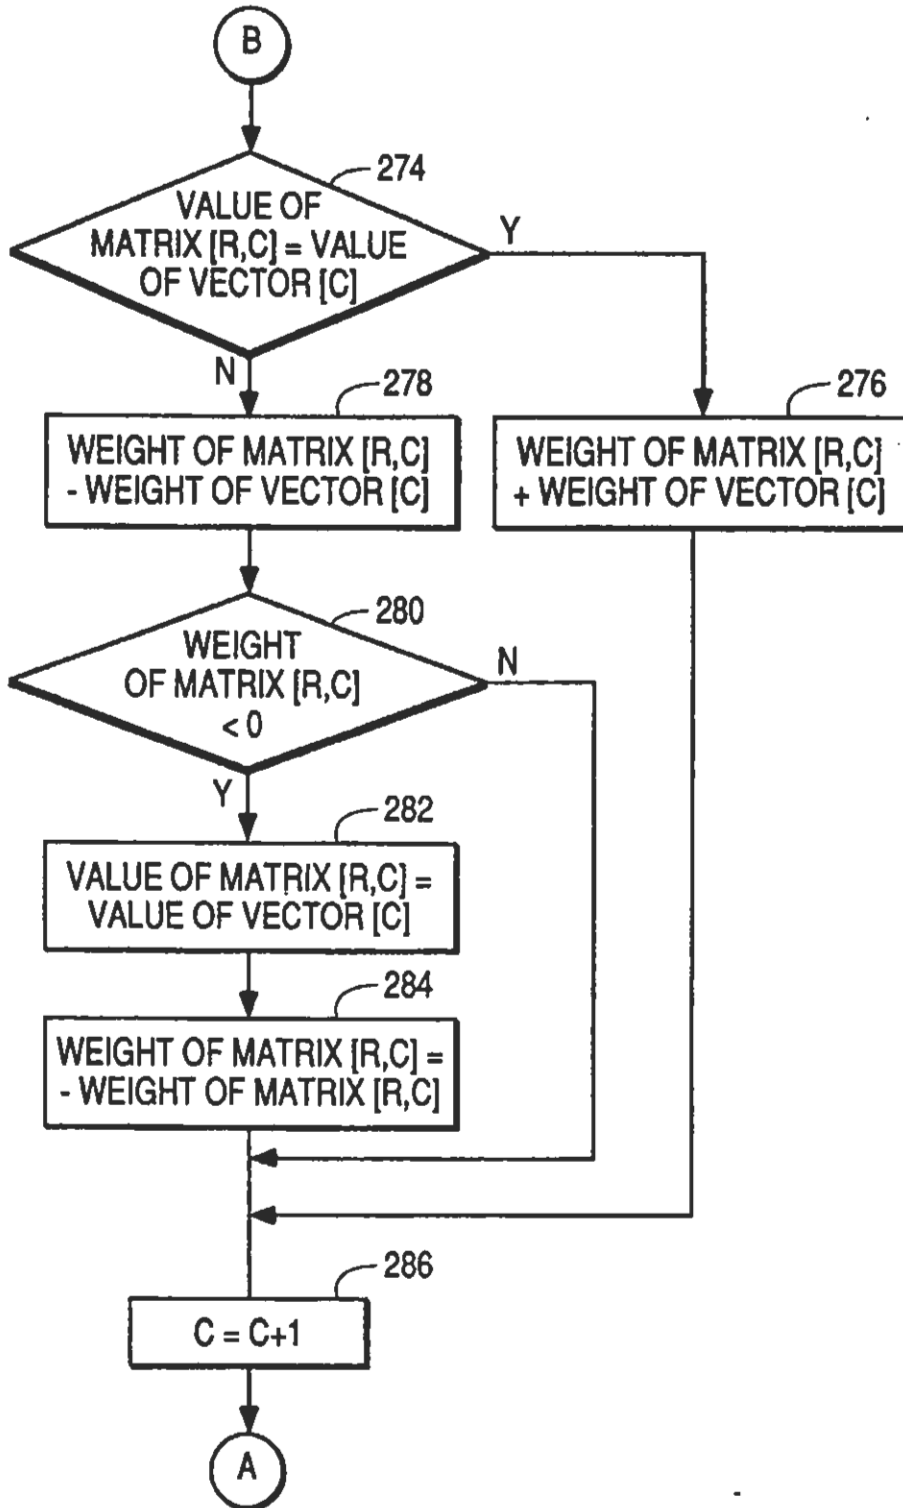 B
274
VALUE OF
MATRIX [R,C] = VALUE
OF VECTOR [C]
Y
N
278
WEIGHT OF MATRIX [R,C]
- WEIGHT OF VECTOR [C]
276
WEIGHT OF MATRIX [R,C]
+ WEIGHT OF VECTOR [C]
280
WEIGHT
OF MATRIX [R,C]
< 0
N
Y
282
VALUE OF MATRIX [R,C] =
VALUE OF VECTOR [C]
284
WEIGHT OF MATRIX [R,C] =
- WEIGHT OF MATRIX [R,C]
286
C = C+1
A